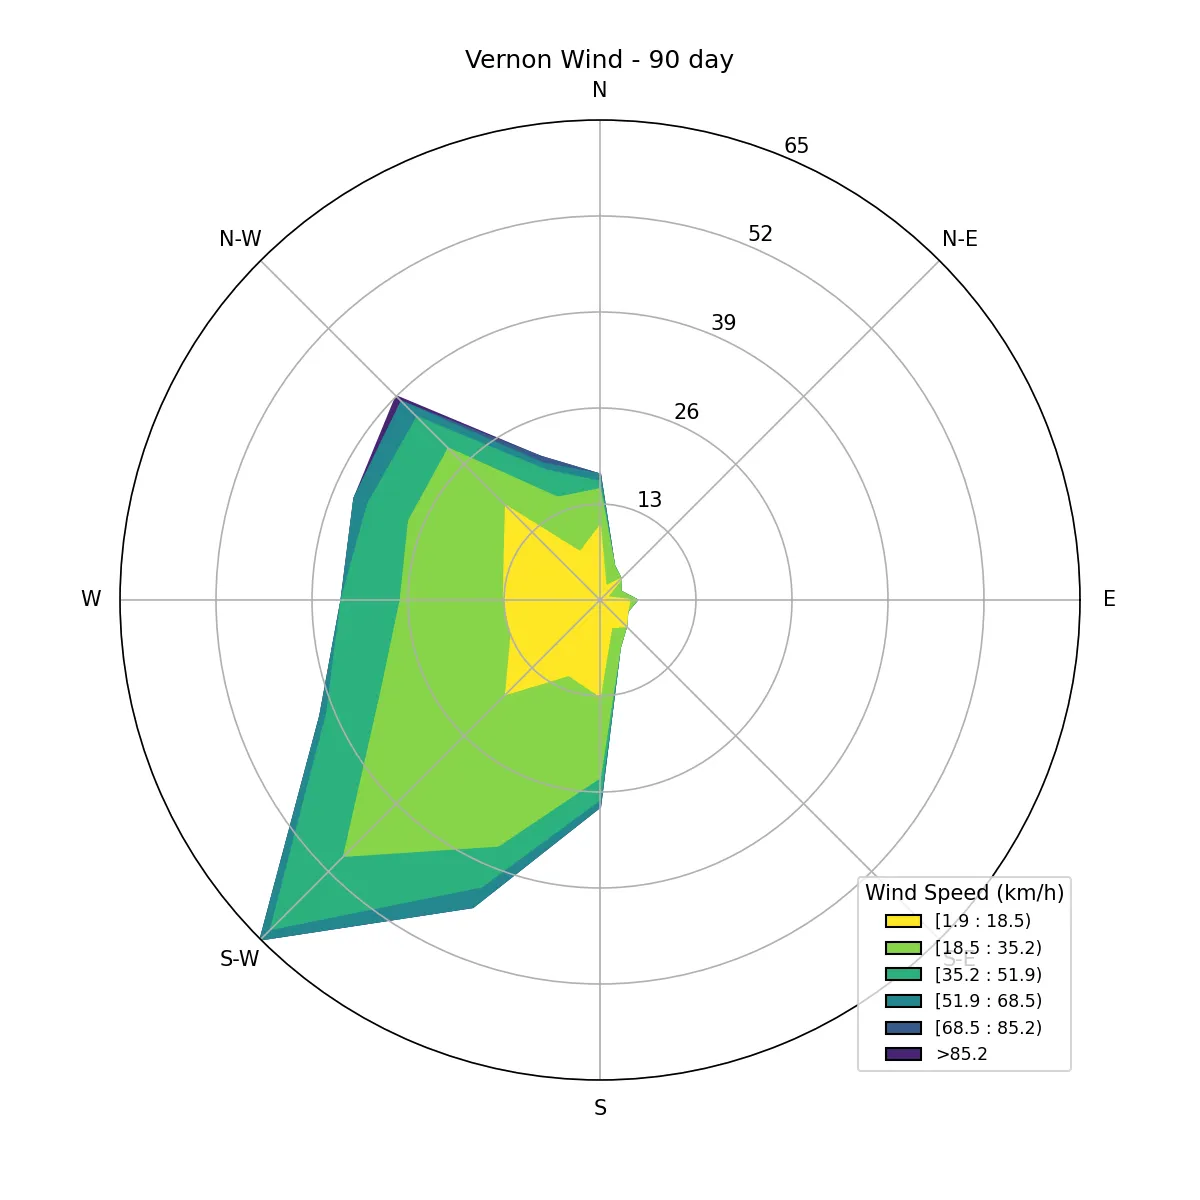 Vernon Wind - 90 day
N
65
N-W
52
N-E
39
26
13
W
E
S-W
S-E
S
Wind Speed (km/h)
[1.9 : 18.5)
[18.5 : 35.2)
[35.2 : 51.9)
[51.9 : 68.5)
[68.5 : 85.2)
>85.2